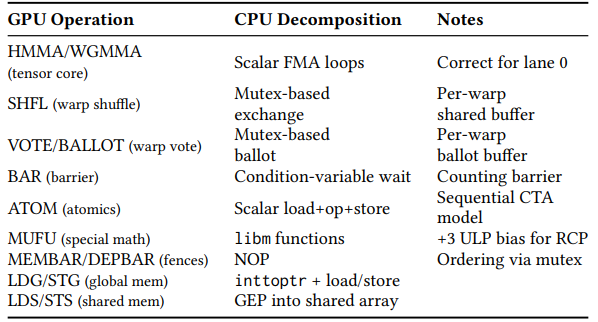 GPU Operation CPU Decomposition Notes
HMMA/WGMMA
(tensor core) Scalar FMA loops Correct for lane 0
SHFL (warp shuffle) Mutex-based
exchange Per-warp
shared buffer
VOTE/BALLOT (warp vote) Mutex-based
ballot Per-warp
ballot buffer
BAR (barrier) Condition-variable wait Counting barrier
ATOM (atomics) Scalar load+op+store Sequential CTA
model
MUFU (special math) libm functions +3 ULP bias for RCP
MEMBAR/DEPBAR (fences) NOP Ordering via mutex
LDG/STG (global mem) inttoptr + load/store
LDS/STS (shared mem) GEP into shared array